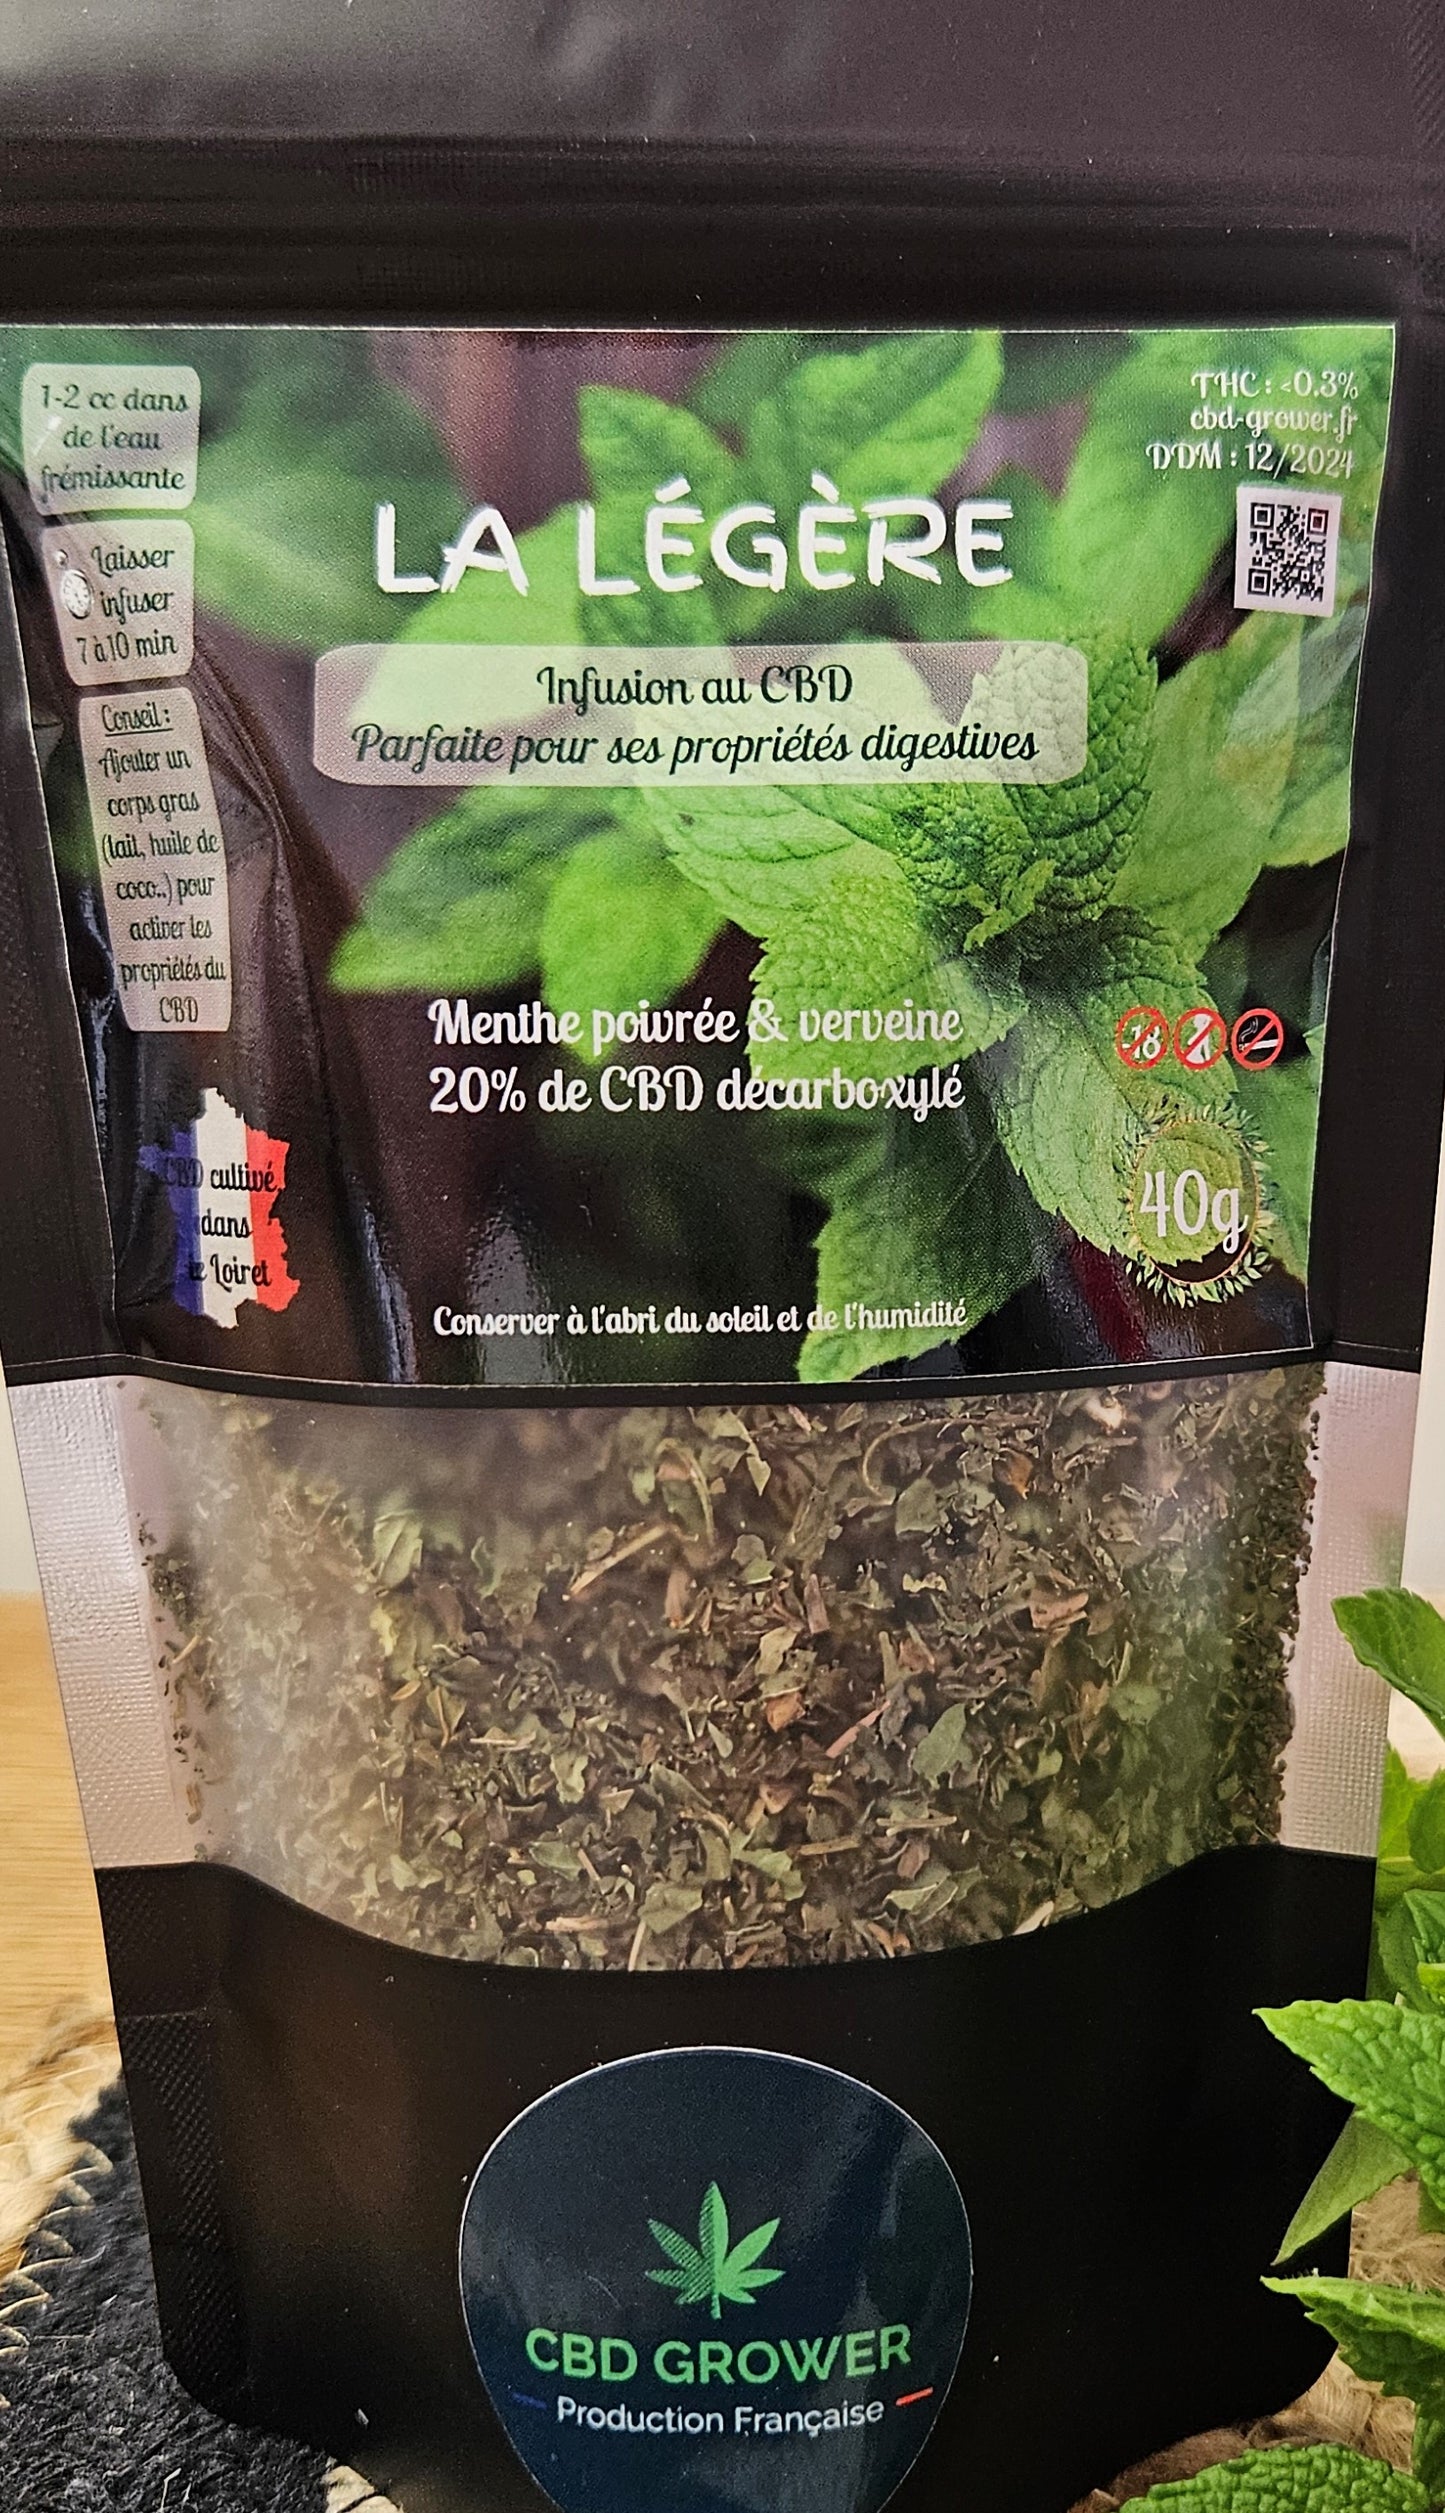 1-2 cc dans
de l'eau
frémissante
Laisser
infuser
7 à 10 min
Conseil :
Ajouter un
corps gras
(lait, huile de
coco..) pour
activer les
propriétés du
CBD
CBD cultivé
dans
le Loiret
THC : <0.3%
cbd-grower.fr
DDM : 12/2024
LA LÉGÈRE
Infusion au CBD
Parfaite pour ses propriétés digestives
Menthe poivrée & verveine
20% de CBD décarboxylé
-18
40g
Conserver à l'abri du soleil et de l'humidité
CBD GROWER
Production Française